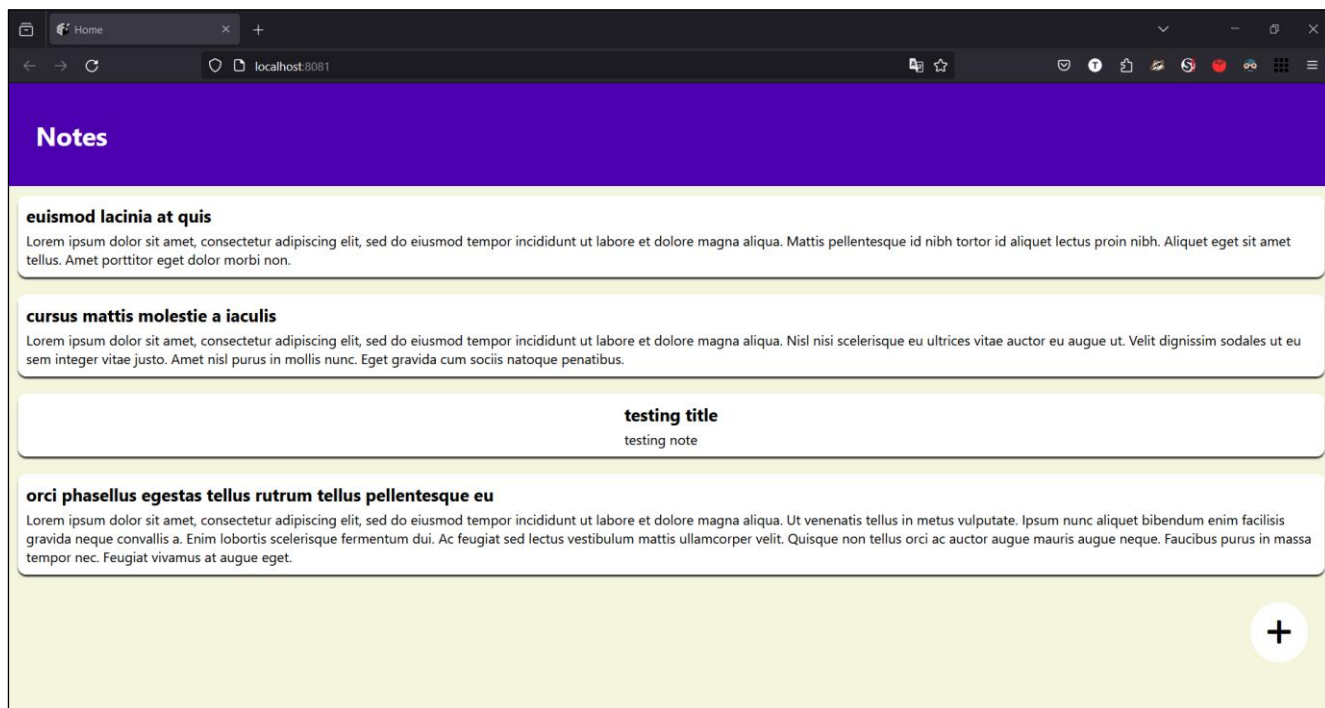 Home
localhost:8081
Notes
euismod lacinia at quis
Lorem ipsum dolor sit amet, consectetur adipiscing elit, sed do eiusmod tempor incididunt ut labore et dolore magna aliqua. Mattis pellentesque id nibh tortor id aliquet lectus proin nibh. Aliquet eget sit amet
tellus. Amet porttitor eget dolor morbi non.
cursus mattis molestie a iaculis
Lorem ipsum dolor sit amet, consectetur adipiscing elit, sed do eiusmod tempor incididunt ut labore et dolore magna aliqua. Nisl nisi scelerisque eu ultrices vitae auctor eu augue ut. Velit dignissim sodales ut eu
sem integer vitae justo. Amet nisl purus in mollis nunc. Eget gravida cum sociis natoque penatibus.
testing title
testing note
orci phasellus egestas tellus rutrum tellus pellentesque eu
Lorem ipsum dolor sit amet, consectetur adipiscing elit, sed do eiusmod tempor incididunt ut labore et dolore magna aliqua. Ut venenatis tellus in metus vulputate. Ipsum nunc aliquet bibendum enim facilisis
gravida neque convallis a. Enim lobortis scelerisque fermentum dui. Ac feugiat sed lectus vestibulum mattis ullamcorper velit. Quisque non tellus orci ac auctor augue mauris augue neque. Faucibus purus in massa
tempor nec. Feugiat vivamus at augue eget.